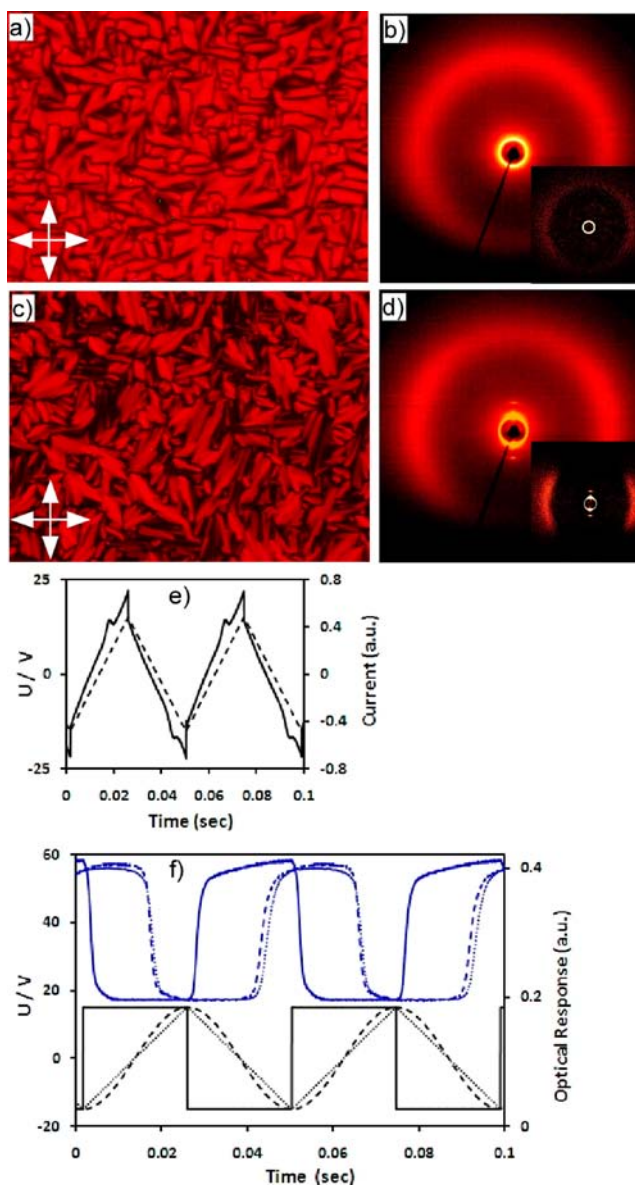 a)
b)
c)
d)
e)
25
0
-25
U / V
0.8
0.4
0
-0.4
-0.8
Current (a.u.)
0 0.02 0.04 0.06 0.08 0.1
Time (sec)
f)
60
40
20
0
-20
U / V
0.4
0.2
0
Optical Response (a.u.)
0 0.02 0.04 0.06 0.08 0.1
Time (sec)